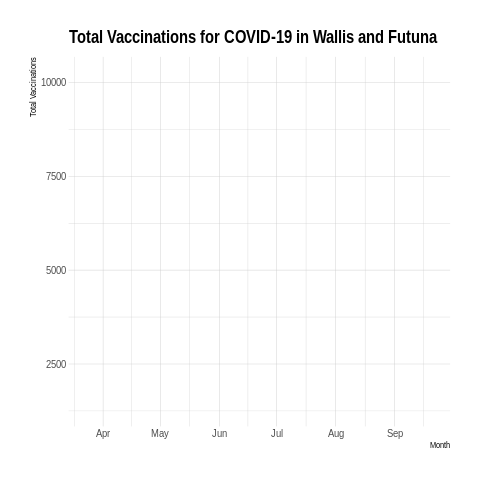 Total Vaccinations for COVID-19 in Wallis and Futuna
Total Vaccinations
10000
7500
5000
2500
Apr May Jun Jul Aug Sep
Month